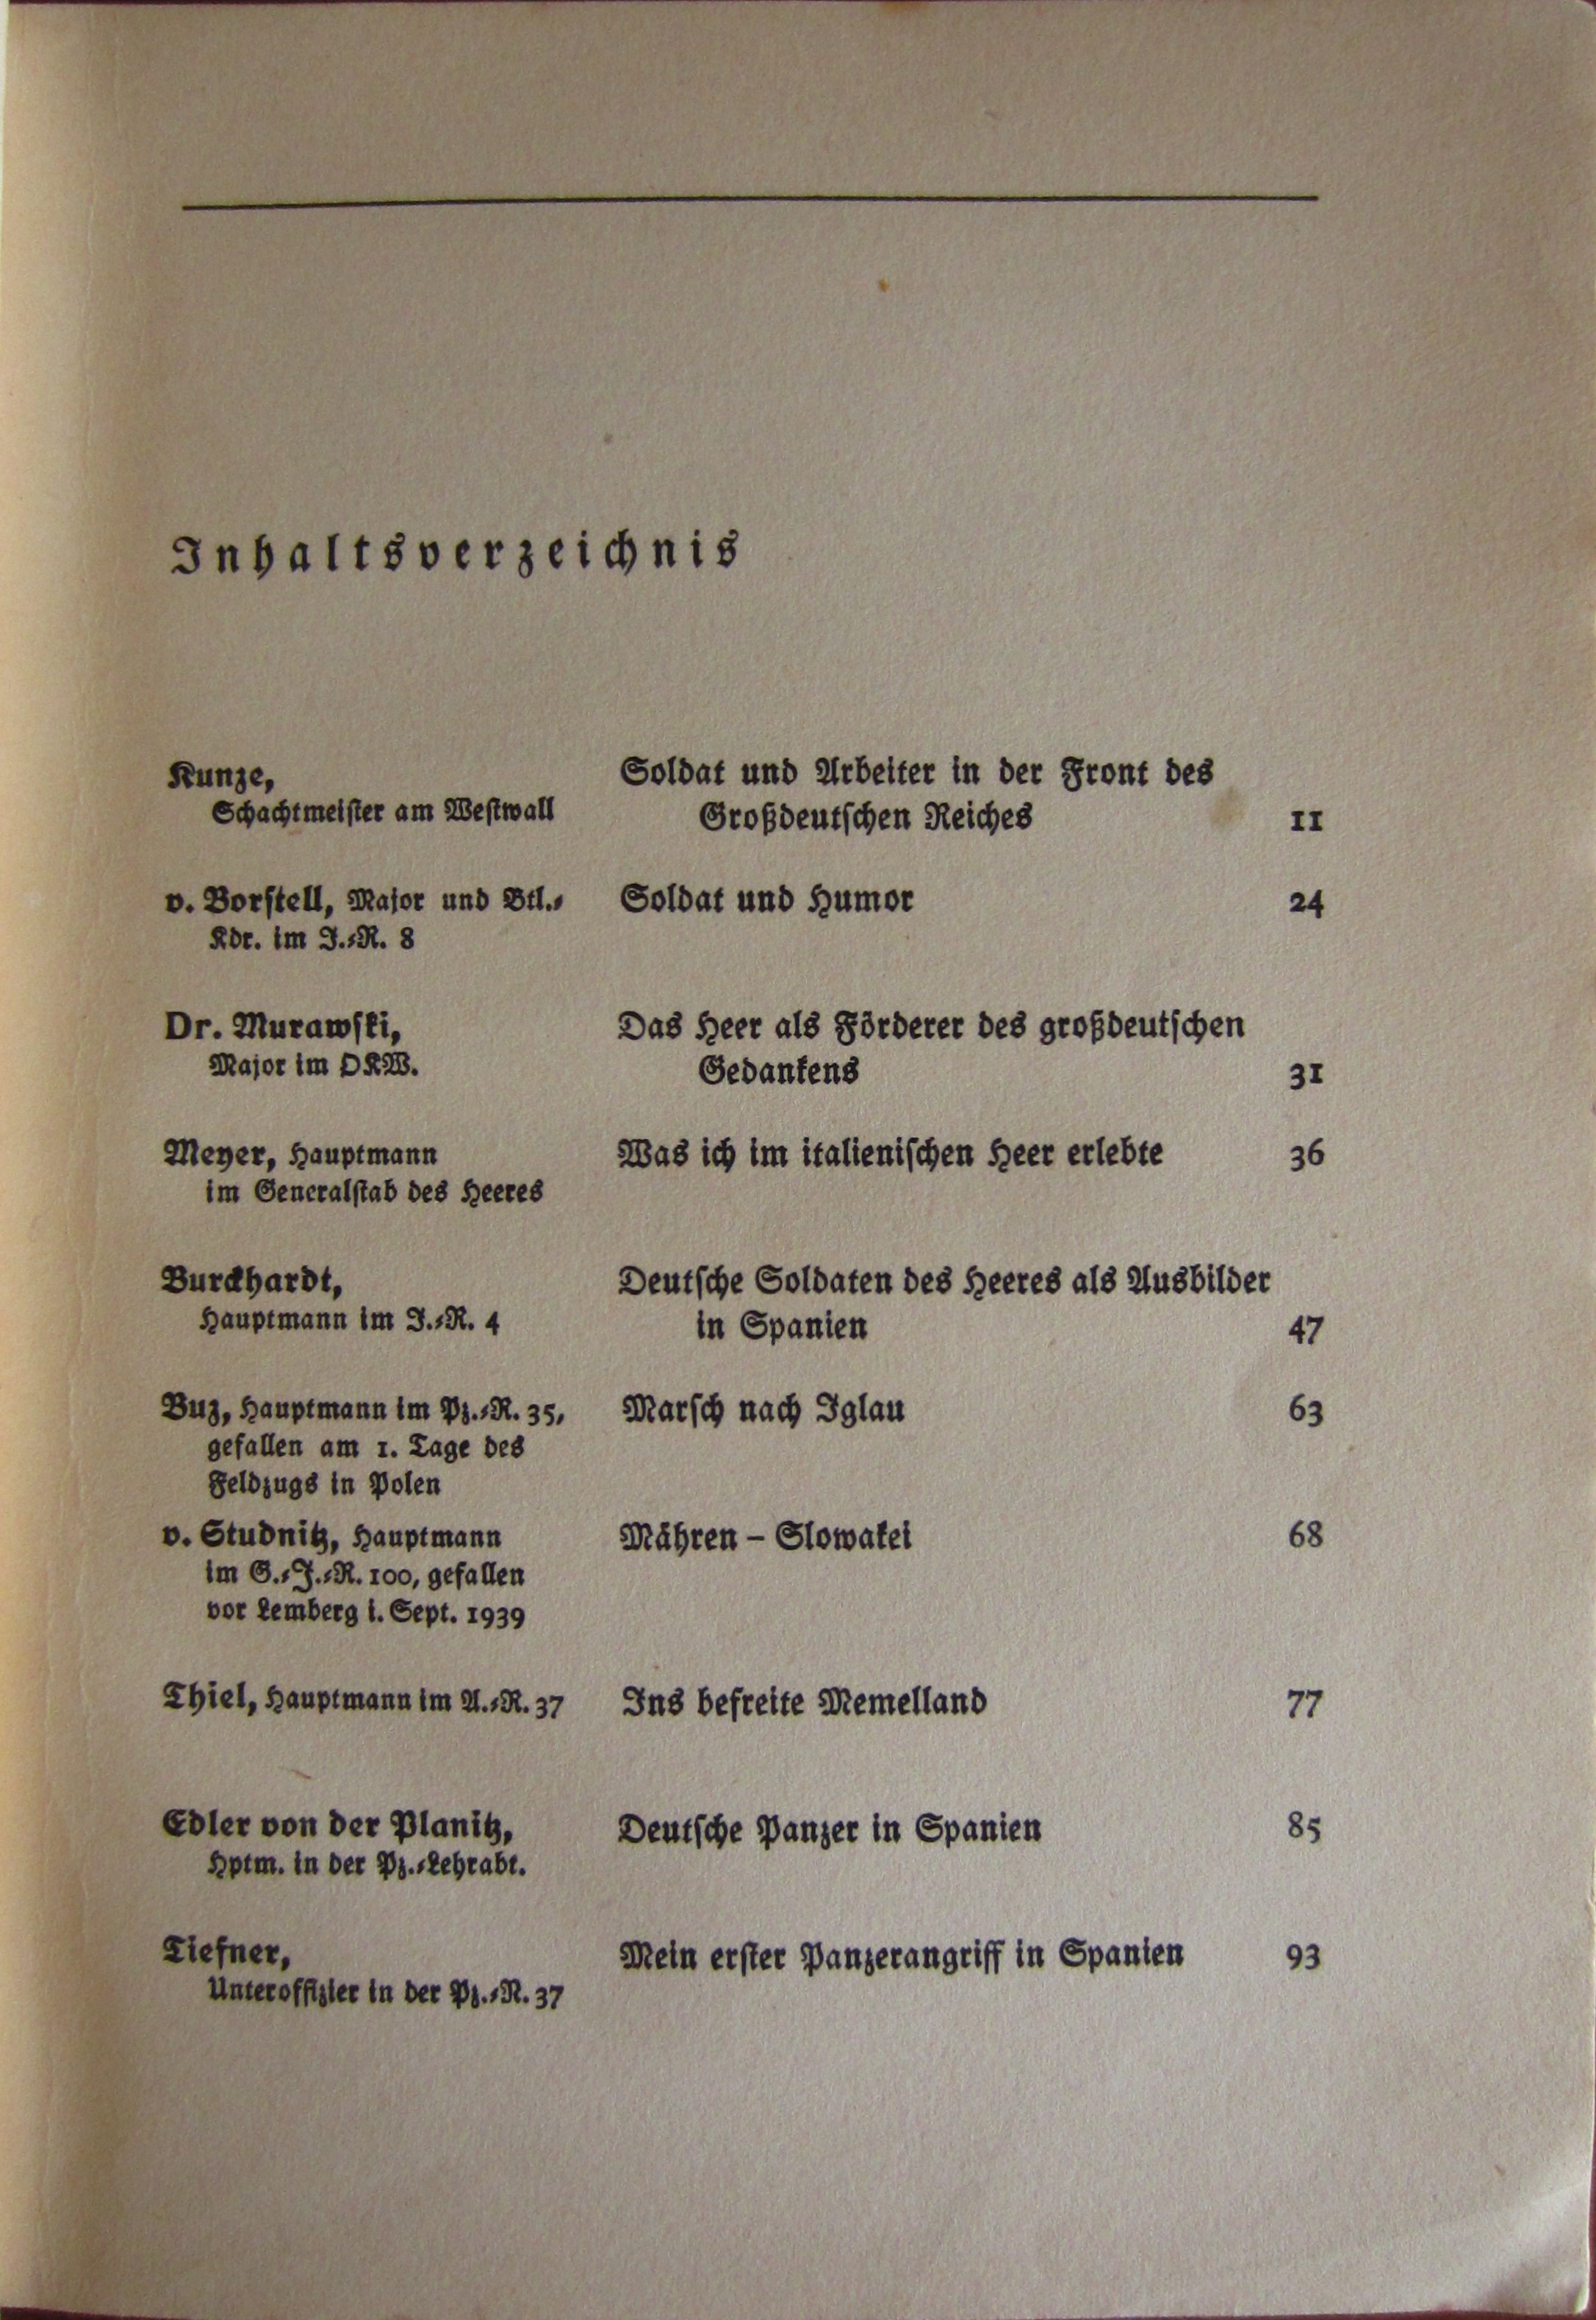 Inhaltsverzeichnis
Kunze,
Schachtmeister am Westwall
Soldat und Arbeiter in der Front des
Großdeutschen Reiches 11
v. Borstell, Major und Btl.-
Kdr. im J.-R. 8
Soldat und Humor 24
Dr. Murawski,
Major im OKW.
Das Heer als Förderer des großdeutschen
Gedankens 31
Meyer, Hauptmann
im Generalstab des Heeres
Was ich im italienischen Heer erlebte 36
Burckhardt,
Hauptmann im J.-R. 4
Deutsche Soldaten des Heeres als Ausbilder
in Spanien 47
Buz, Hauptmann im Pz.-R. 35,
gefallen am 1. Tage des
Feldzugs in Polen
Marsch nach Iglau 63
v. Studnitz, Hauptmann
im G.-J.-R. 100, gefallen
vor Lemberg i. Sept. 1939
Mähren – Slowakei 68
Thiel, Hauptmann im A.-R. 37
Ins befreite Memelland 77
Edler von der Planitz,
Hptm. in der Pz.-Lehrabt.
Deutsche Panzer in Spanien 85
Tiefner,
Unteroffizier in der Pz.-R. 37
Mein erster Panzerangriff in Spanien 93